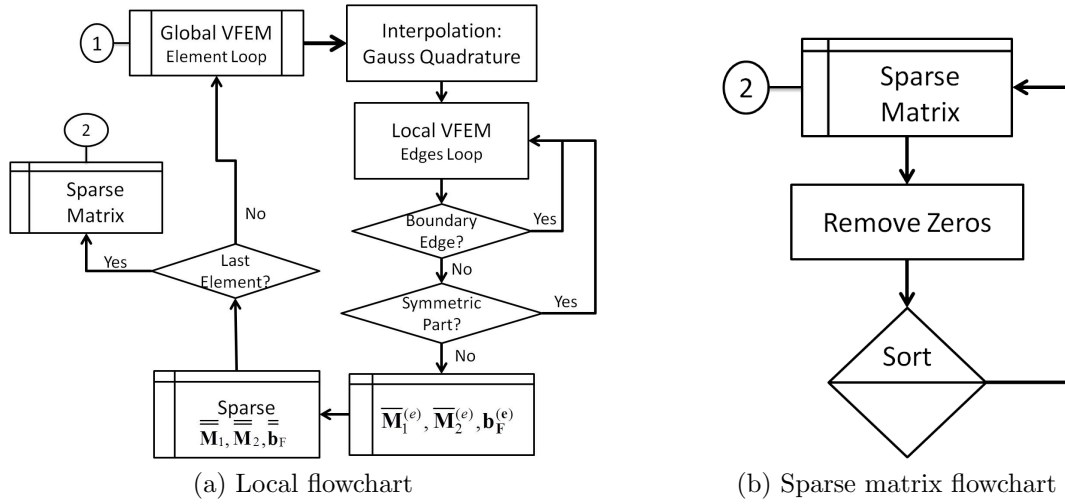 1
Global VFEM
Element Loop
Interpolation:
Gauss Quadrature
2
Sparse
Matrix
Local VFEM
Edges Loop
No
Boundary
Edge?
Yes
Yes
Last
Element?
No
Symmetric
Part?
Yes
No
Sparse
M̿₁, M̿₂, b̿_F
M̅₁⁽ᵉ⁾, M̅₂⁽ᵉ⁾, b_F⁽ᵉ⁾
(a) Local flowchart
2
Sparse
Matrix
Remove Zeros
Sort
(b) Sparse matrix flowchart